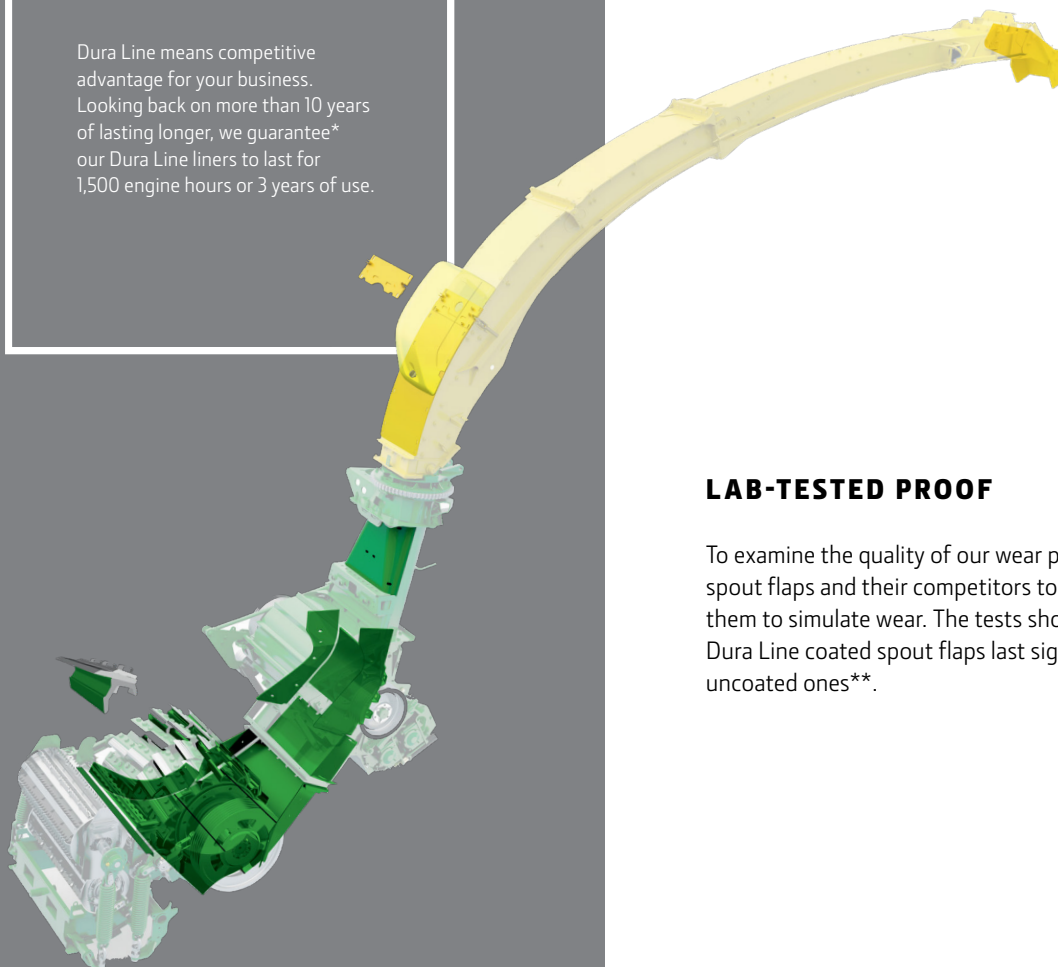 Dura Line means competitive
advantage for your business.
Looking back on more than 10 years
of lasting longer, we guarantee*
our Dura Line liners to last for
1,500 engine hours or 3 years of use.
LAB-TESTED PROOF
To examine the quality of our wear
spout flaps and their competitors to
them to simulate wear. The tests
Dura Line coated spout flaps last
uncoated ones**.